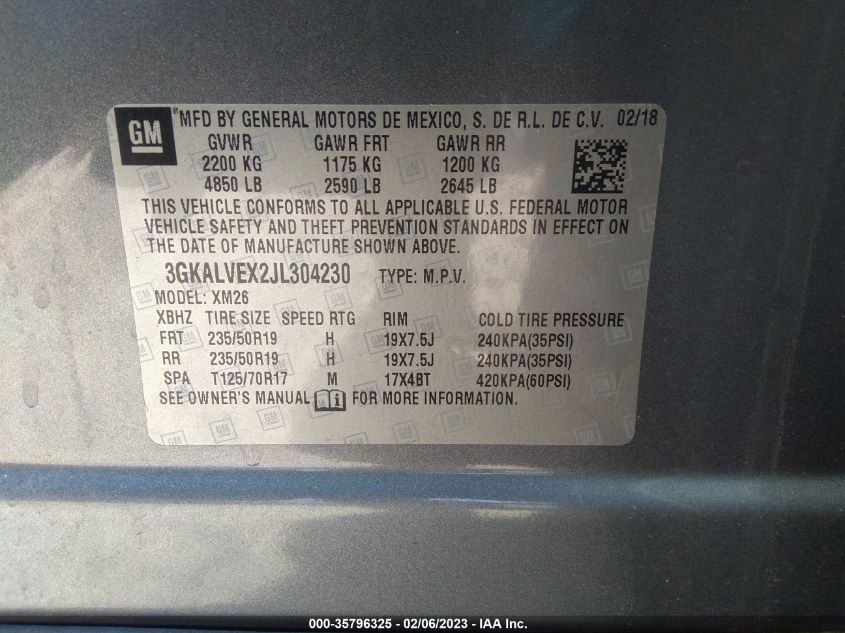 GM
MFD BY GENERAL MOTORS DE MEXICO, S. DE R.L. DE C.V. 02/18
GVWR GAWR FRT GAWR RR
2200 KG 1175 KG 1200 KG
4850 LB 2590 LB 2645 LB
THIS VEHICLE CONFORMS TO ALL APPLICABLE U.S. FEDERAL MOTOR
VEHICLE SAFETY AND THEFT PREVENTION STANDARDS IN EFFECT ON
THE DATE OF MANUFACTURE SHOWN ABOVE.
3GKALVEX2JL304230 TYPE: M.P.V.
MODEL: XM26
XBHZ TIRE SIZE SPEED RTG RIM COLD TIRE PRESSURE
FRT 235/50R19 H 19X7.5J 240KPA(35PSI)
RR 235/50R19 H 19X7.5J 240KPA(35PSI)
SPA T125/70R17 M 17X4BT 420KPA(60PSI)
SEE OWNER'S MANUAL i FOR MORE INFORMATION.
000-35796325 - 02/06/2023 - IAA Inc.